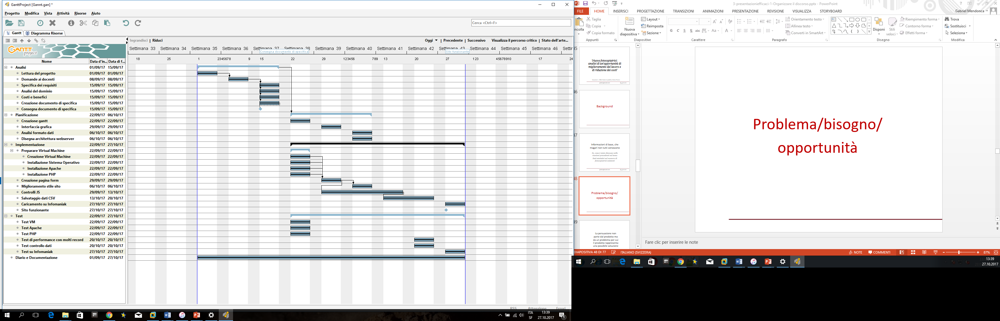 GanttProject [Gannt.gan] *
Progetto Modifica Vista Attività Risorse Aiuto
Cerca <Ctrl+F>
Gantt Diagramma Risorse
Ingrandisci | Riduci
Oggi | Precedente | Successivo Visualizza il percorso critico | Stato dell'arte...
GANTT project
Settimana 33 Settimana 34 Settimana 35 Settimana 36 Settimana 37 Settimana 38 Settimana 39 Settimana 40 Settimana 41 Settimana 42 Settimana 43 Settimana 44 Settimana 45 Settimana 46 Settim
Consegna documento di specifica Sito funzionante
18 25 1 2345678 9 15 22 29 123456 789 13 20 27 123 45678910 17 24
Nome Data d'in... Data di f...
Analisi 01/09/17 15/09/17
Lettura del progetto 01/09/17 01/09/17
Domande ai docenti 08/09/17 08/09/17
Specifica dei requisiti 15/09/17 15/09/17
Analisi del dominio 15/09/17 15/09/17
Costi e benefici 15/09/17 15/09/17
Creazione documento di specifica 15/09/17 15/09/17
Consegna documento di specifica 15/09/17 15/09/17
Pianificazione 22/09/17 06/10/17
Creazione gantt 22/09/17 22/09/17
Interfaccia grafica 29/09/17 29/09/17
Analisi formato dati 06/10/17 06/10/17
Disegna architettura webserver 06/10/17 06/10/17
Implementazione 22/09/17 27/10/17
Preparare Virtual Machine 22/09/17 22/09/17
Creazione Virtual Machine 22/09/17 22/09/17
Installazione Sistema Operativo 22/09/17 22/09/17
Installazione Apache 22/09/17 22/09/17
Installazione PHP 22/09/17 22/09/17
Creazione pagina form 29/09/17 29/09/17
Miglioramento stile sito 06/10/17 06/10/17
Controlli JS 29/09/17 13/10/17
Salvataggio dati CSV 13/10/17 20/10/17
Caricamento su Infomaniak 27/10/17 27/10/17
Sito funzionante 27/10/17 27/10/17
Test 22/09/17 27/10/17
Test VM 22/09/17 22/09/17
Test Apache 22/09/17 22/09/17
Test PHP 22/09/17 22/09/17
Test di performance con molti record 20/10/17 20/10/17
Test controllo dati 20/10/17 20/10/17
Test su Infomaniak 27/10/17 27/10/17
Diario e Documentazione 01/09/17 27/10/17
RSS Attenzione Errori
ITA
SF
13:39
27.10.2017
3-presentazioniefficaci-1-Organizzare il discorso.pptx - PowerPoint
FILE HOME INSERISCI PROGETTAZIONE TRANSIZIONI ANIMAZIONI PRESENTAZIONE REVISIONE VISUALIZZA STORYBOARD
Gabriel Mendonca
ncolla
Taglia
Copia
Copia formato
Appunti
Nuova
diapositiva
Layout
Reimposta
Sezione
Diapositive
G C S S abc AV Aa A
Carattere
Orientamento testo
Allinea testo
Converti in SmartArt
Paragrafo
Disponi
Stili
veloci
Riempimento forma
Contorno forma
Effetti forma
Disegno
Trova
Sostituisci
Seleziona
Modifica
45
'Nuove fotocopiatrici:
analisi di un'opportunità di
miglioramento del lavoro e
di riduzione dei costi'
46
Background
47
Informazioni di base, che
magari non tutti conoscono
Es. cosa è stato discusso nelle
riunioni precedenti sul tema
Dati statistici sul numero di
fotocopiatrici esistenti
48
Problema/bisogno/
opportunità
49
La persuasione non
parte dal prodotto ma
da un problema per cui
il prodotto rappresenta
una possibile soluzione
Problema/bisogno/
opportunità
Fare clic per inserire le note
DIAPOSITIVA 48 DI 77 ITALIANO (SVIZZERA) NOTE COMMENTI 87%
13:39
27.10.2017